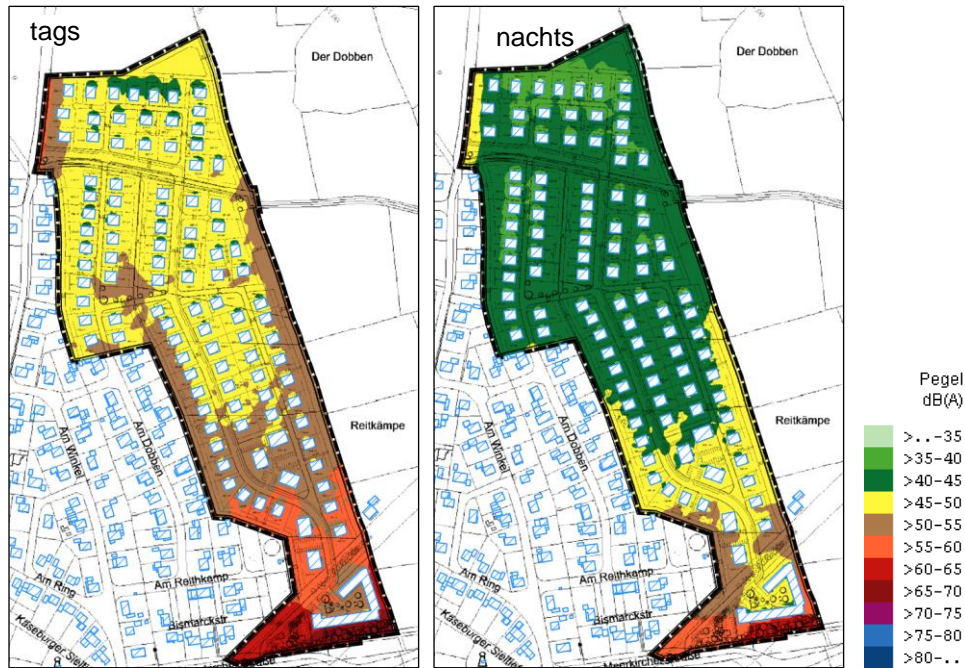 tags
Der Dobben
Reitkämpe
Am Winkel
Am Dobben
Am Reithkamp
Am Ring
Bismarckstr
nachts
Der Dobben
Reitkämpe
Am Winkel
Am Dobben
Am Reithkamp
Am Ring
Bismarckstr
Pegel
dB(A)
>..-35
>35-40
>40-45
>45-50
>50-55
>55-60
>60-65
>65-70
>70-75
>75-80
>80-..